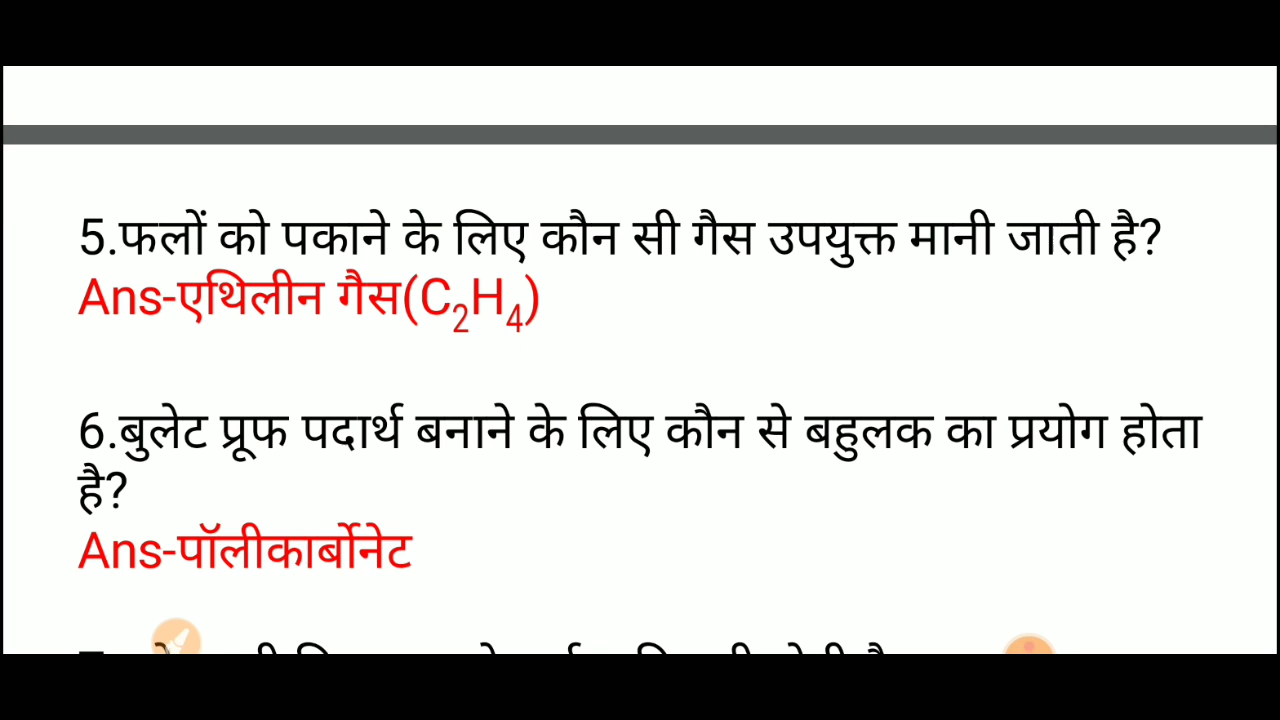 5.फलों को पकाने के लिए कौन सी गैस उपयुक्त मानी जाती है?
Ans-एथिलीन गैस(C₂H₄)
6.बुलेट प्रूफ पदार्थ बनाने के लिए कौन से बहुलक का प्रयोग होता
है?
Ans-पॉलीकार्बोनेट